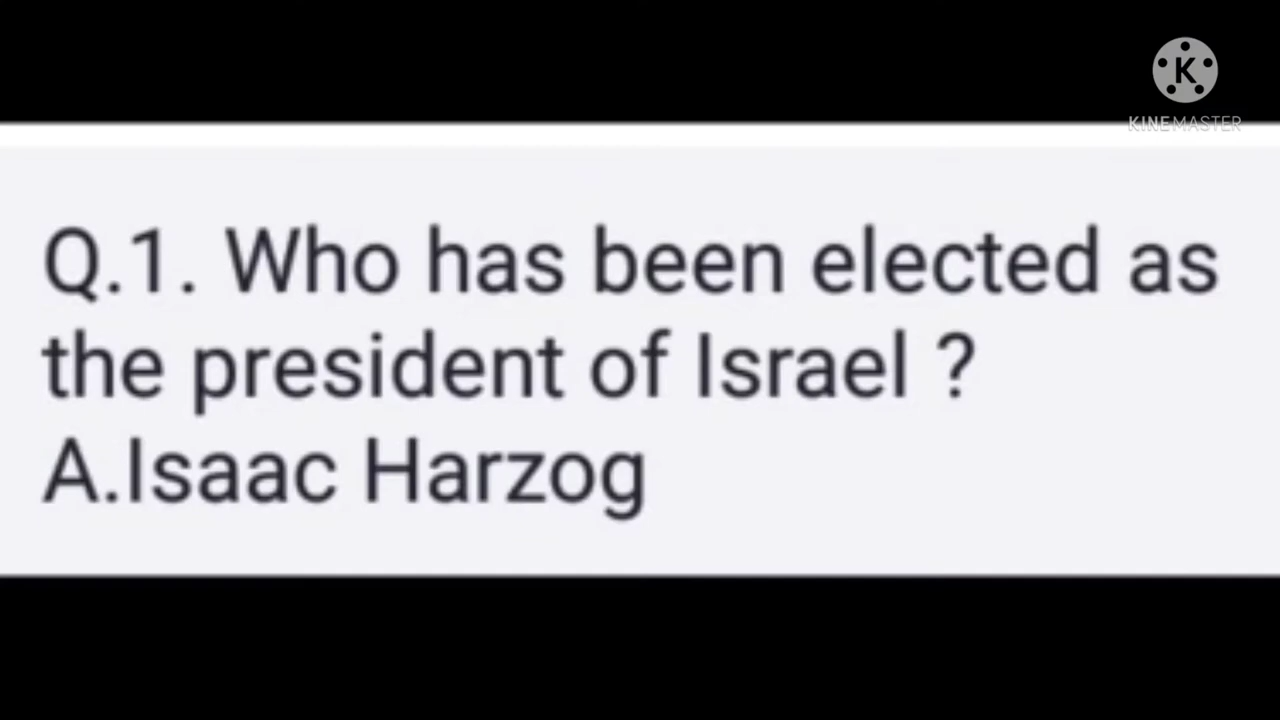 K
KINEMASTER
Q.1. Who has been elected as
the president of Israel ?
A.Isaac Harzog